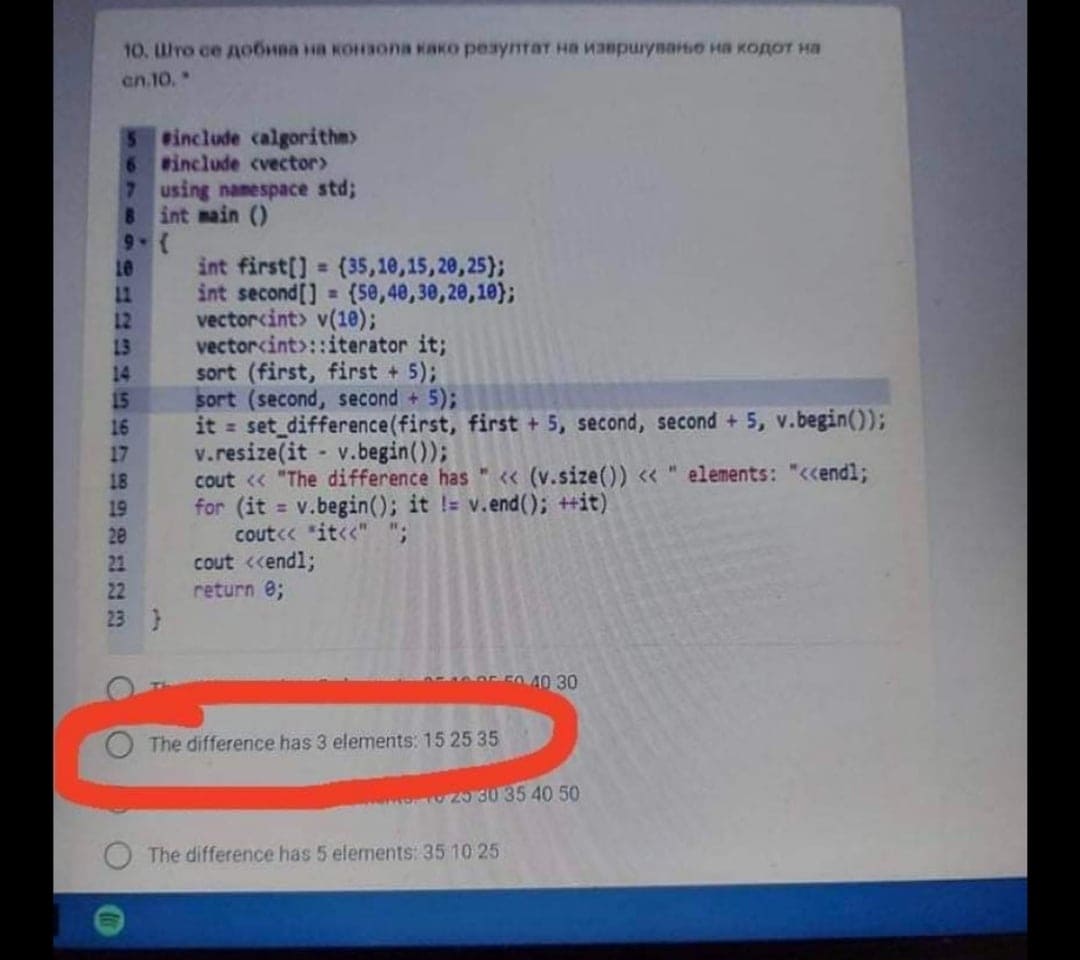 10. Што се добива на конзола како резултат на извршување на кодот на
сл.10. *
5 #include <algorithm>
6 #include <vector>
7 using namespace std;
8 int main ()
9 {
10 int first[] = {35,10,15,20,25};
11 int second[] = {50,40,30,20,10};
12 vector<int> v(10);
13 vector<int>::iterator it;
14 sort (first, first + 5);
15 sort (second, second + 5);
16 it = set_difference(first, first + 5, second, second + 5, v.begin());
17 v.resize(it - v.begin());
18 cout << "The difference has " << (v.size()) << " elements: "<<endl;
19 for (it = v.begin(); it != v.end(); ++it)
20 cout<< *it<<" ";
21 cout <<endl;
22 return 0;
23 }
50 40 30
The difference has 3 elements: 15 25 35
25 30 35 40 50
The difference has 5 elements: 35 10 25